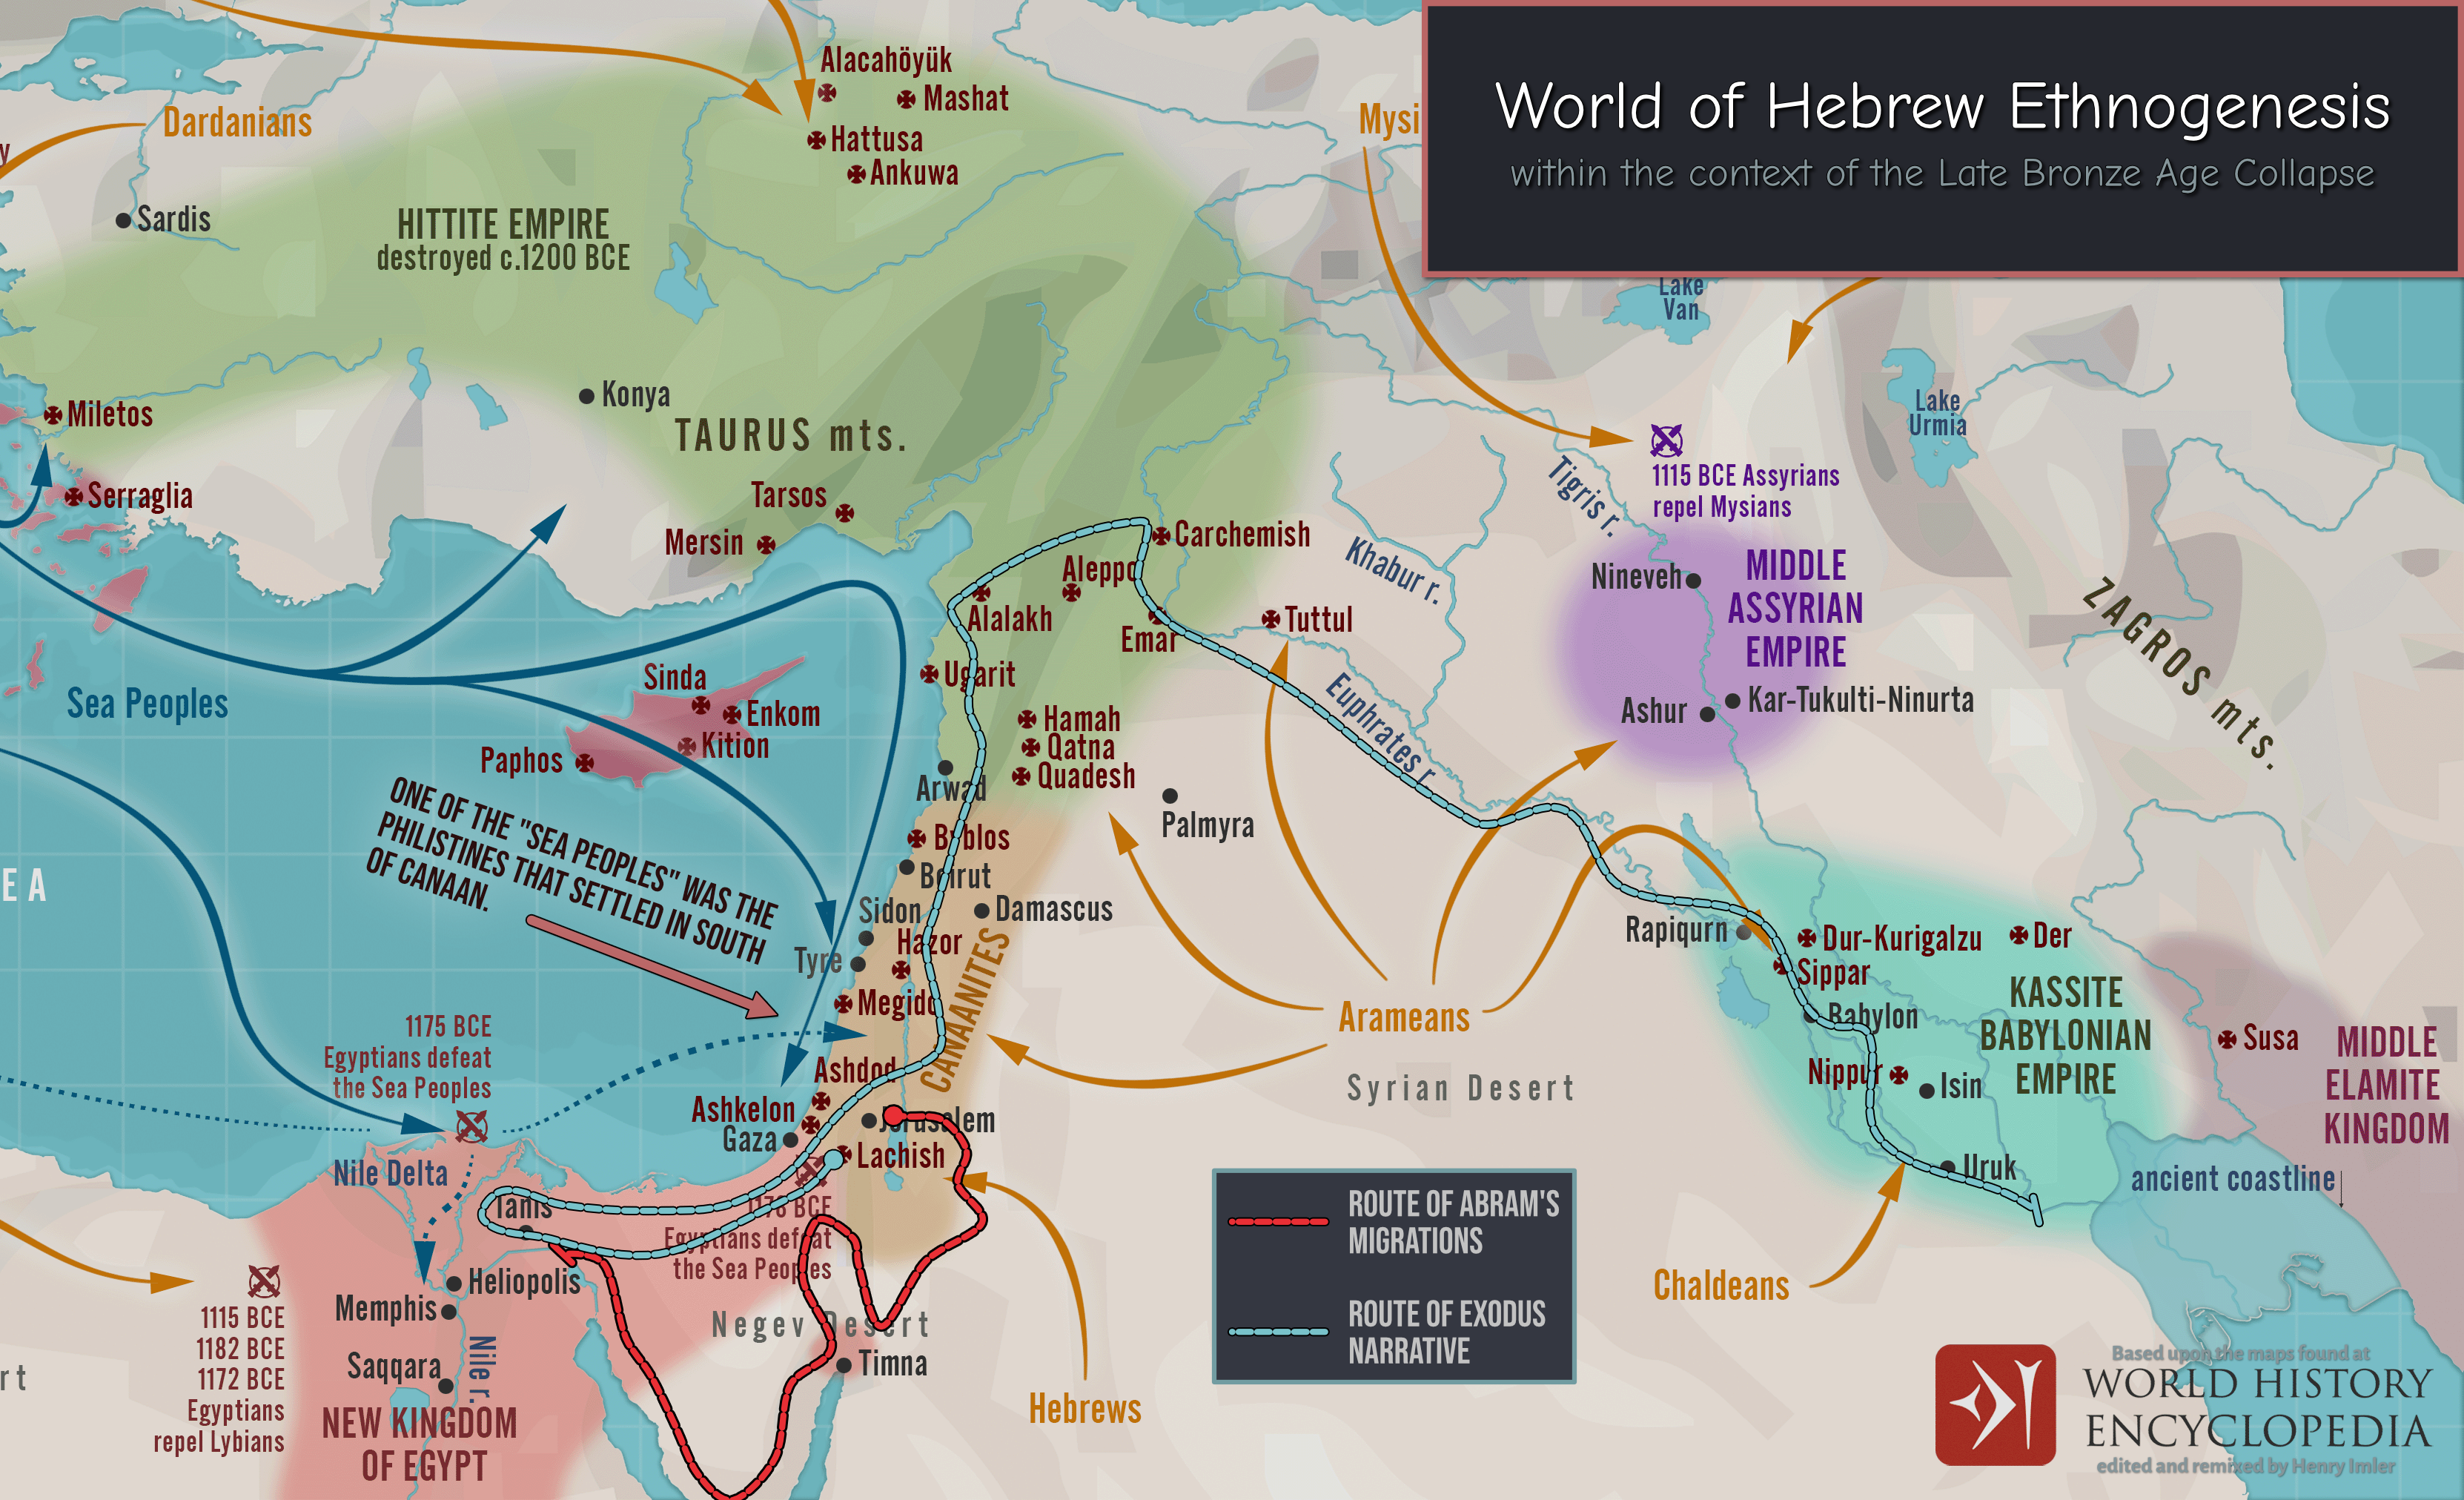 World of Hebrew Ethnogenesis
within the context of the Late Bronze Age Collapse
Alacahöyük
Mashat
Hattusa
Ankuwa
Dardanians
Mysi
y
Sardis
HITTITE EMPIRE
destroyed c.1200 BCE
Lake
Van
Lake
Urmia
Konya
Miletos
TAURUS mts.
Serraglia
Tarsos
Mersin
Carchemish
Aleppo
Alalakh
Emar
Tuttul
Khabur r.
Tigris r.
1115 BCE Assyrians
repel Mysians
Nineveh
MIDDLE
ASSYRIAN
EMPIRE
Ashur
Kar-Tukulti-Ninurta
ZAGROS mts.
Sea Peoples
Sinda
Enkom
Kition
Paphos
Ugarit
Hamah
Qatna
Quadesh
Euphrates r.
Arwad
Palmyra
Byblos
Beirut
ONE OF THE "SEA PEOPLES" WAS THE
PHILISTINES THAT SETTLED IN SOUTH
OF CANAAN.
E A
Sidon
Damascus
Hazor
Tyre
Megido
CANAANITES
Rapiqurn
Dur-Kurigalzu
Der
Sippar
Babylon
KASSITE
BABYLONIAN
EMPIRE
Nippur
Isin
Uruk
Susa
MIDDLE
ELAMITE
KINGDOM
ancient coastline
Arameans
Syrian Desert
1175 BCE
Egyptians defeat
the Sea Peoples
Ashdod
Ashkelon
Gaza
Jerusalem
Lachish
Nile Delta
Tanis
1178 BCE
Egyptians defeat
the Sea Peoples
Heliopolis
Memphis
Saqqara
Nile r.
Negev Desert
Timna
1115 BCE
1182 BCE
1172 BCE
Egyptians
repel Lybians
rt
NEW KINGDOM
OF EGYPT
Hebrews
Chaldeans
ROUTE OF ABRAM'S
MIGRATIONS
ROUTE OF EXODUS
NARRATIVE
Based upon the maps found at
WORLD HISTORY
ENCYCLOPEDIA
edited and remixed by Henry Imler